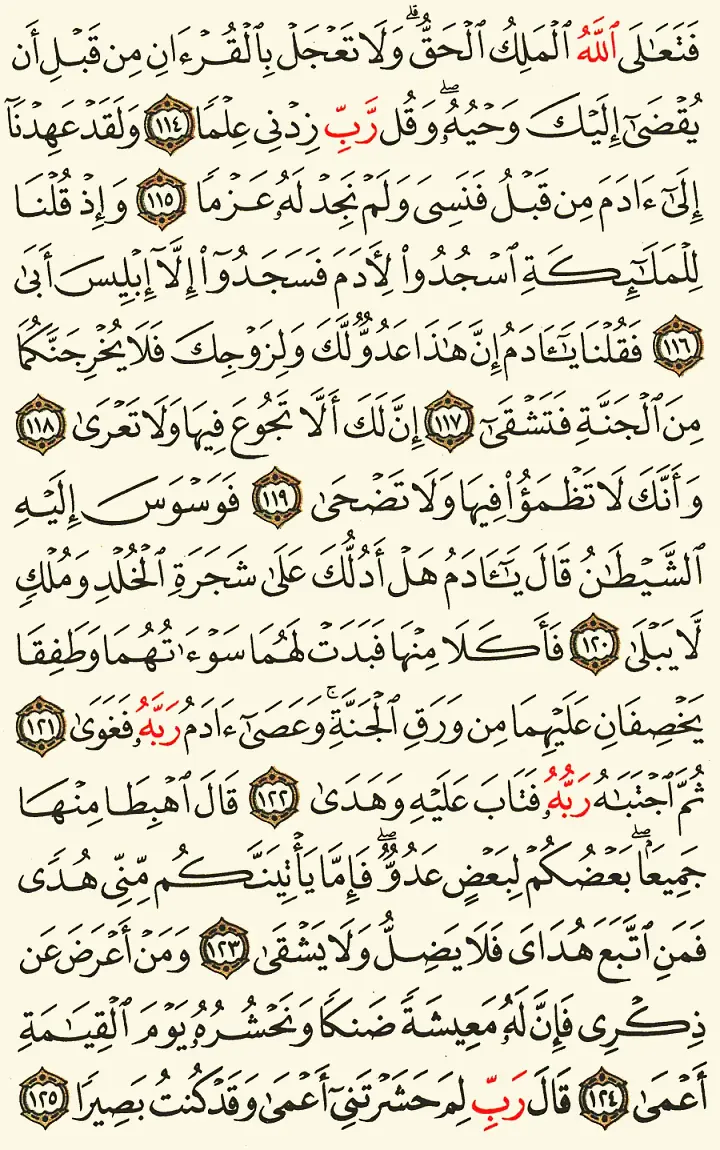 فَتَعَٰلَى ٱللَّهُ ٱلْمَلِكُ ٱلْحَقُّ ۗ وَلَا تَعْجَلْ بِٱلْقُرْءَانِ مِن قَبْلِ أَن
يُقْضَىٰٓ إِلَيْكَ وَحْيُهُۥ ۖ وَقُل رَّبِّ زِدْنِى عِلْمًا ١١٤ وَلَقَدْ عَهِدْنَآ
إِلَىٰٓ ءَادَمَ مِن قَبْلُ فَنَسِىَ وَلَمْ نَجِدْ لَهُۥ عَزْمًا ١١٥ وَإِذْ قُلْنَا
لِلْمَلَٰٓئِكَةِ ٱسْجُدُوا۟ لِءَادَمَ فَسَجَدُوٓا۟ إِلَّآ إِبْلِيسَ أَبَىٰ
١١٦ فَقُلْنَا يَٰٓـَٔادَمُ إِنَّ هَٰذَا عَدُوٌّ لَّكَ وَلِزَوْجِكَ فَلَا يُخْرِجَنَّكُمَا
مِنَ ٱلْجَنَّةِ فَتَشْقَىٰٓ ١١٧ إِنَّ لَكَ أَلَّا تَجُوعَ فِيهَا وَلَا تَعْرَىٰ ١١٨
وَأَنَّكَ لَا تَظْمَؤُا۟ فِيهَا وَلَا تَضْحَىٰ ١١٩ فَوَسْوَسَ إِلَيْهِ
ٱلشَّيْطَٰنُ قَالَ يَٰٓـَٔادَمُ هَلْ أَدُلُّكَ عَلَىٰ شَجَرَةِ ٱلْخُلْدِ وَمُلْكٍ
لَّا يَبْلَىٰ ١٢٠ فَأَكَلَا مِنْهَا فَبَدَتْ لَهُمَا سَوْءَٰتُهُمَا وَطَفِقَا
يَخْصِفَانِ عَلَيْهِمَا مِن وَرَقِ ٱلْجَنَّةِ ۚ وَعَصَىٰٓ ءَادَمُ رَبَّهُۥ فَغَوَىٰ ١٢١
ثُمَّ ٱجْتَبَٰهُ رَبُّهُۥ فَتَابَ عَلَيْهِ وَهَدَىٰ ١٢٢ قَالَ ٱهْبِطَا مِنْهَا
جَمِيعًۢا ۖ بَعْضُكُمْ لِبَعْضٍ عَدُوٌّ ۖ فَإِمَّا يَأْتِيَنَّكُم مِّنِّى هُدًى
فَمَنِ ٱتَّبَعَ هُدَاىَ فَلَا يَضِلُّ وَلَا يَشْقَىٰ ١٢٣ وَمَنْ أَعْرَضَ عَن
ذِكْرِى فَإِنَّ لَهُۥ مَعِيشَةً ضَنكًا وَنَحْشُرُهُۥ يَوْمَ ٱلْقِيَٰمَةِ
أَعْمَىٰ ١٢٤ قَالَ رَبِّ لِمَ حَشَرْتَنِىٓ أَعْمَىٰ وَقَدْ كُنتُ بَصِيرًا ١٢٥